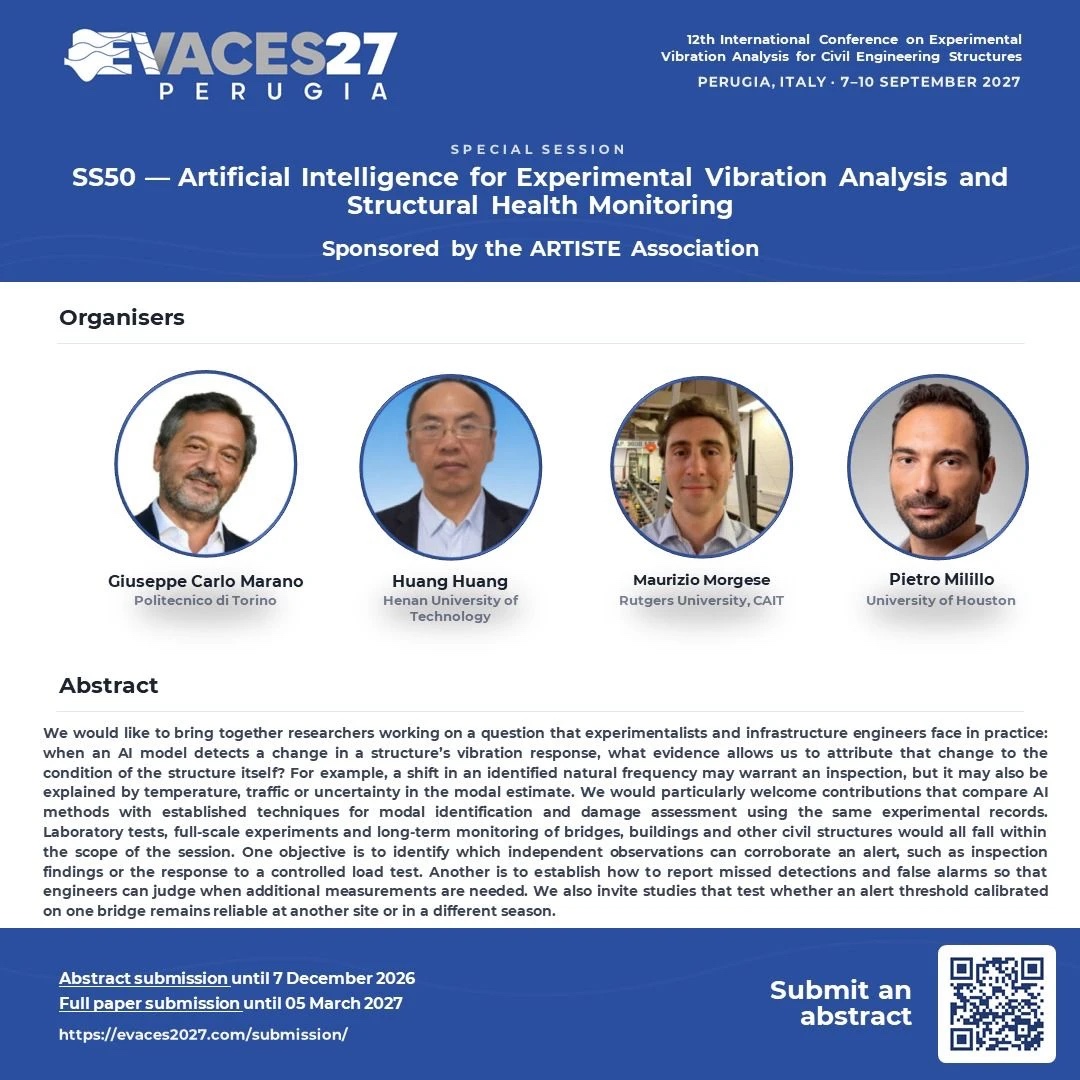 EVACES27
PERUGIA
12th International Conference on Experimental
Vibration Analysis for Civil Engineering Structures
PERUGIA, ITALY · 7–10 SEPTEMBER 2027
SPECIAL SESSION
SS50 — Artificial Intelligence for Experimental Vibration Analysis and
Structural Health Monitoring
Sponsored by the ARTISTE Association
Organisers
Giuseppe Carlo Marano
Politecnico di Torino
Huang Huang
Henan University of
Technology
Maurizio Morgese
Rutgers University, CAIT
Pietro Milillo
University of Houston
Abstract
We would like to bring together researchers working on a question that experimentalists and infrastructure engineers face in practice:
when an AI model detects a change in a structure’s vibration response, what evidence allows us to attribute that change to the
condition of the structure itself? For example, a shift in an identified natural frequency may warrant an inspection, but it may also be
explained by temperature, traffic or uncertainty in the modal estimate. We would particularly welcome contributions that compare AI
methods with established techniques for modal identification and damage assessment using the same experimental records.
Laboratory tests, full-scale experiments and long-term monitoring of bridges, buildings and other civil structures would all fall within
the scope of the session. One objective is to identify which independent observations can corroborate an alert, such as inspection
findings or the response to a controlled load test. Another is to establish how to report missed detections and false alarms so that
engineers can judge when additional measurements are needed. We also invite studies that test whether an alert threshold calibrated
on one bridge remains reliable at another site or in a different season.
Abstract submission until 7 December 2026
Full paper submission until 05 March 2027
https://evaces2027.com/submission/
Submit an
abstract